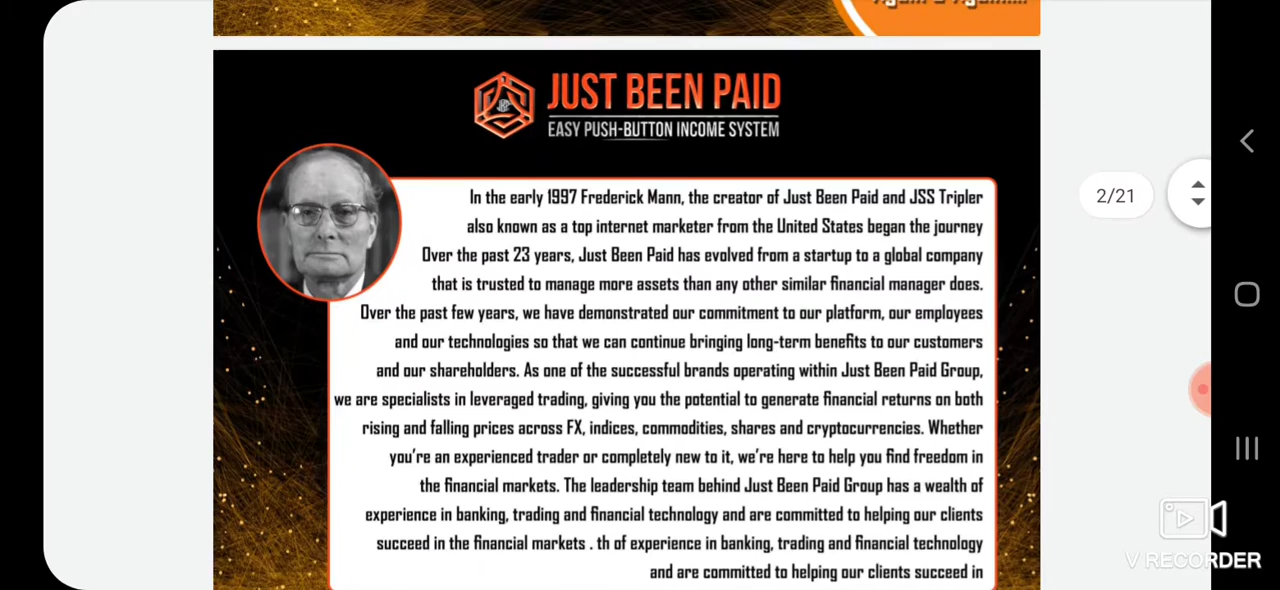 Again & Again....
JUST BEEN PAID
EASY PUSH-BUTTON INCOME SYSTEM
In the early 1997 Frederick Mann, the creator of Just Been Paid and JSS Tripler
also known as a top internet marketer from the United States began the journey
Over the past 23 years, Just Been Paid has evolved from a startup to a global company
that is trusted to manage more assets than any other similar financial manager does.
Over the past few years, we have demonstrated our commitment to our platform, our employees
and our technologies so that we can continue bringing long-term benefits to our customers
and our shareholders. As one of the successful brands operating within Just Been Paid Group,
we are specialists in leveraged trading, giving you the potential to generate financial returns on both
rising and falling prices across FX, indices, commodities, shares and cryptocurrencies. Whether
you're an experienced trader or completely new to it, we're here to help you find freedom in
the financial markets. The leadership team behind Just Been Paid Group has a wealth of
experience in banking, trading and financial technology and are committed to helping our clients
succeed in the financial markets . th of experience in banking, trading and financial technology
and are committed to helping our clients succeed in
2/21
V RECORDER